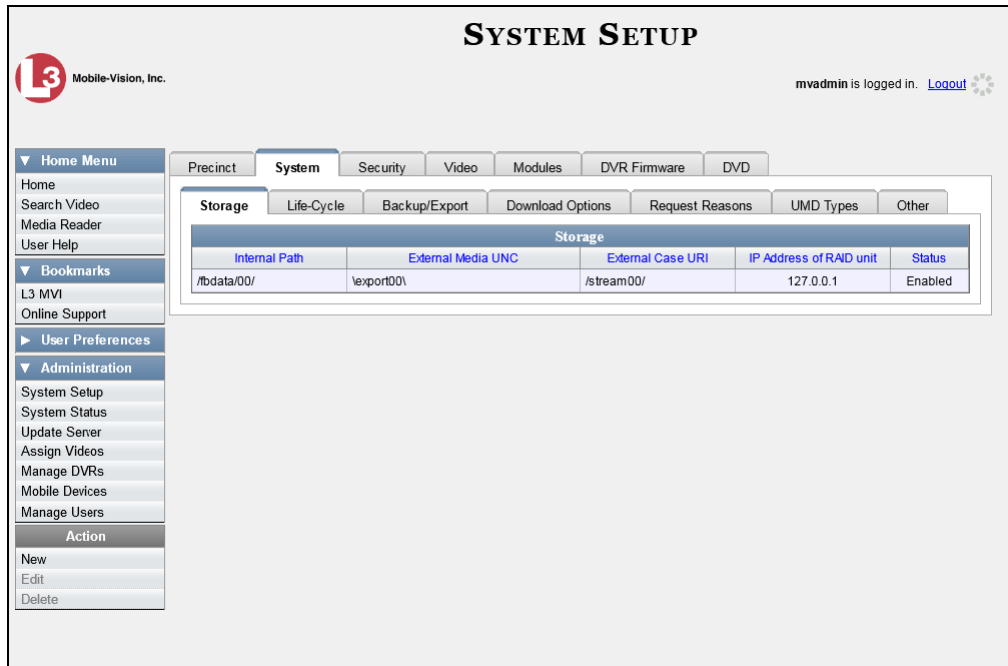 SYSTEM SETUP
L3 Mobile-Vision, Inc.
mvadmin is logged in. Logout
▼ Home Menu
Home
Search Video
Media Reader
User Help
▼ Bookmarks
L3 MVI
Online Support
▶ User Preferences
▼ Administration
System Setup
System Status
Update Server
Assign Videos
Manage DVRs
Mobile Devices
Manage Users
Action
New
Edit
Delete
Precinct System Security Video Modules DVR Firmware DVD
Storage Life-Cycle Backup/Export Download Options Request Reasons UMD Types Other
Storage
Internal Path External Media UNC External Case URI IP Address of RAID unit Status
/fbdata/00/ \export00\ /stream00/ 127.0.0.1 Enabled